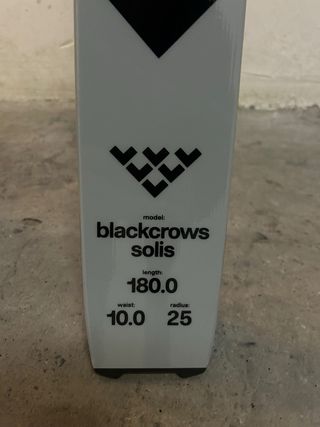 model:
blackcrows
solis
length:
180.0
waist: radius:
10.0 25